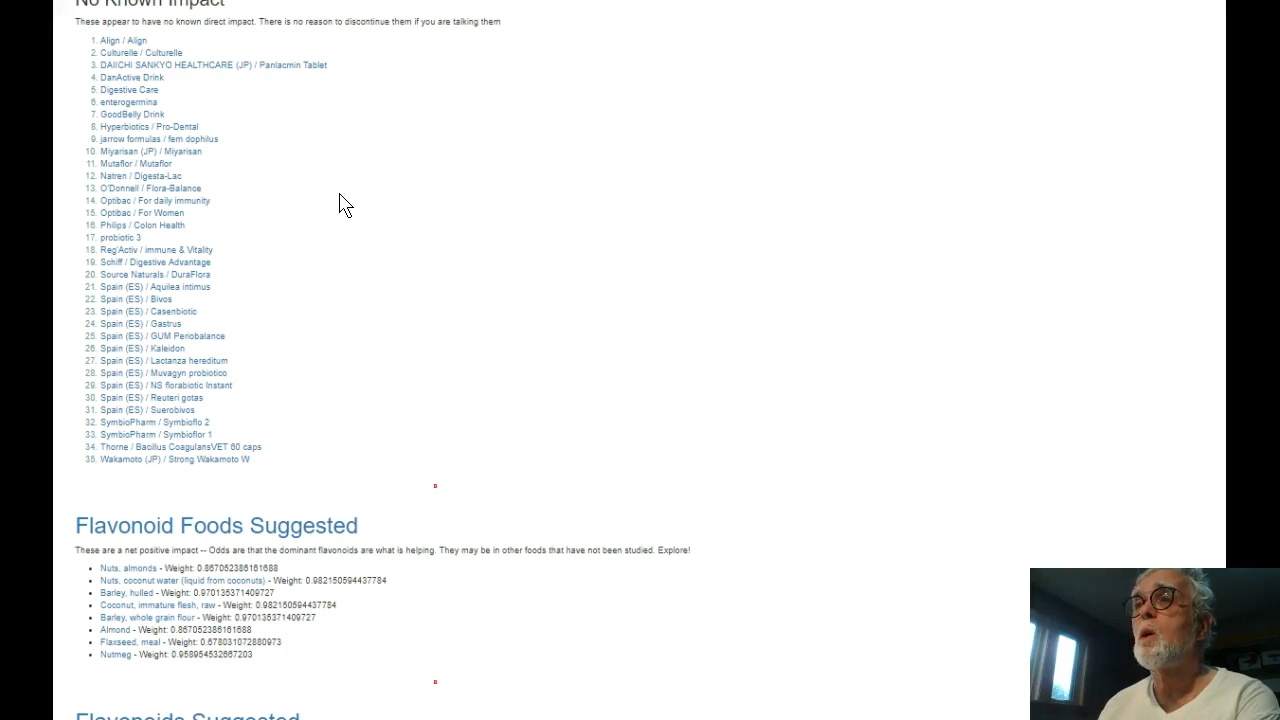 No Known Impact
These appear to have no known direct impact. There is no reason to discontinue them if you are talking them
1. Align / Align
2. Culturelle / Culturelle
3. DAIICHI SANKYO HEALTHCARE (JP) / Panlacmin Tablet
4. DanActive Drink
5. Digestive Care
6. enterogermina
7. GoodBelly Drink
8. Hyperbiotics / Pro-Dental
9. jarrow formulas / fem dophilus
10. Miyarisan (JP) / Miyarisan
11. Mutaflor / Mutaflor
12. Natren / Digesta-Lac
13. O'Donnell / Flora-Balance
14. Optibac / For daily immunity
15. Optibac / For Women
16. Philips / Colon Health
17. probiotic 3
18. Reg'Activ / immune & Vitality
19. Schiff / Digestive Advantage
20. Source Naturals / DuraFlora
21. Spain (ES) / Aquilea intimus
22. Spain (ES) / Bivos
23. Spain (ES) / Casenbiotic
24. Spain (ES) / Gastrus
25. Spain (ES) / GUM Periobalance
26. Spain (ES) / Kaleidon
27. Spain (ES) / Lactanza hereditum
28. Spain (ES) / Muvagyn probiotico
29. Spain (ES) / NS florabiotic Instant
30. Spain (ES) / Reuteri gotas
31. Spain (ES) / Suerobivos
32. SymbioPharm / Symbioflo 2
33. SymbioPharm / Symbioflor 1
34. Thorne / Bacillus CoagulansVET 60 caps
35. Wakamoto (JP) / Strong Wakamoto W
Flavonoid Foods Suggested
These are a net positive impact -- Odds are that the dominant flavonoids are what is helping. They may be in other foods that have not been studied. Explore!
• Nuts, almonds - Weight: 0.867052386161688
• Nuts, coconut water (liquid from coconuts) - Weight: 0.982150594437784
• Barley, hulled - Weight: 0.970135371409727
• Coconut, immature flesh, raw - Weight: 0.982150594437784
• Barley, whole grain flour - Weight: 0.970135371409727
• Almond - Weight: 0.867052386161688
• Flaxseed, meal - Weight: 0.678031072880973
• Nutmeg - Weight: 0.958954532667203
Flavonoids Suggested